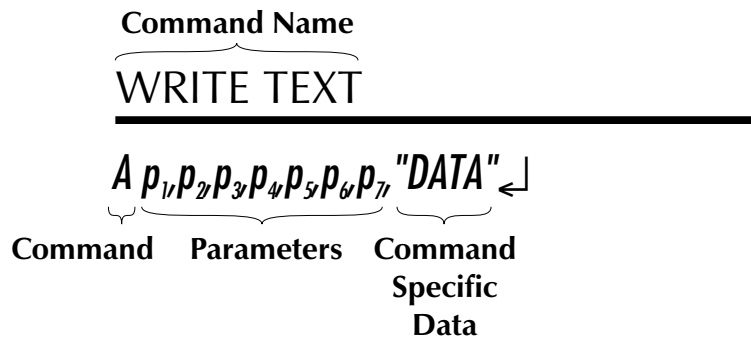 Command Name
WRITE TEXT
A p1,p2,p3,p4,p5,p6,p7, "DATA"↵
Command Parameters Command
Specific
Data